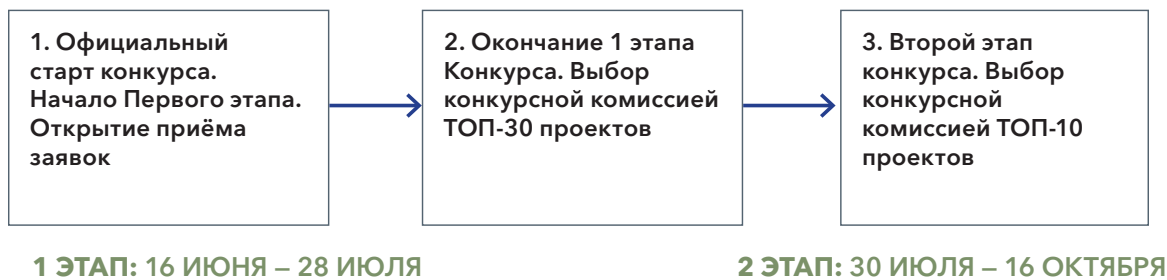 1. Официальный
старт конкурса.
Начало Первого этапа.
Открытие приёма
заявок
2. Окончание 1 этапа
Конкурса. Выбор
конкурсной комиссией
ТОП-30 проектов
3. Второй этап
конкурса. Выбор
конкурсной
комиссией ТОП-10
проектов
1 ЭТАП: 16 ИЮНЯ – 28 ИЮЛЯ
2 ЭТАП: 30 ИЮЛЯ – 16 ОКТЯБРЯ